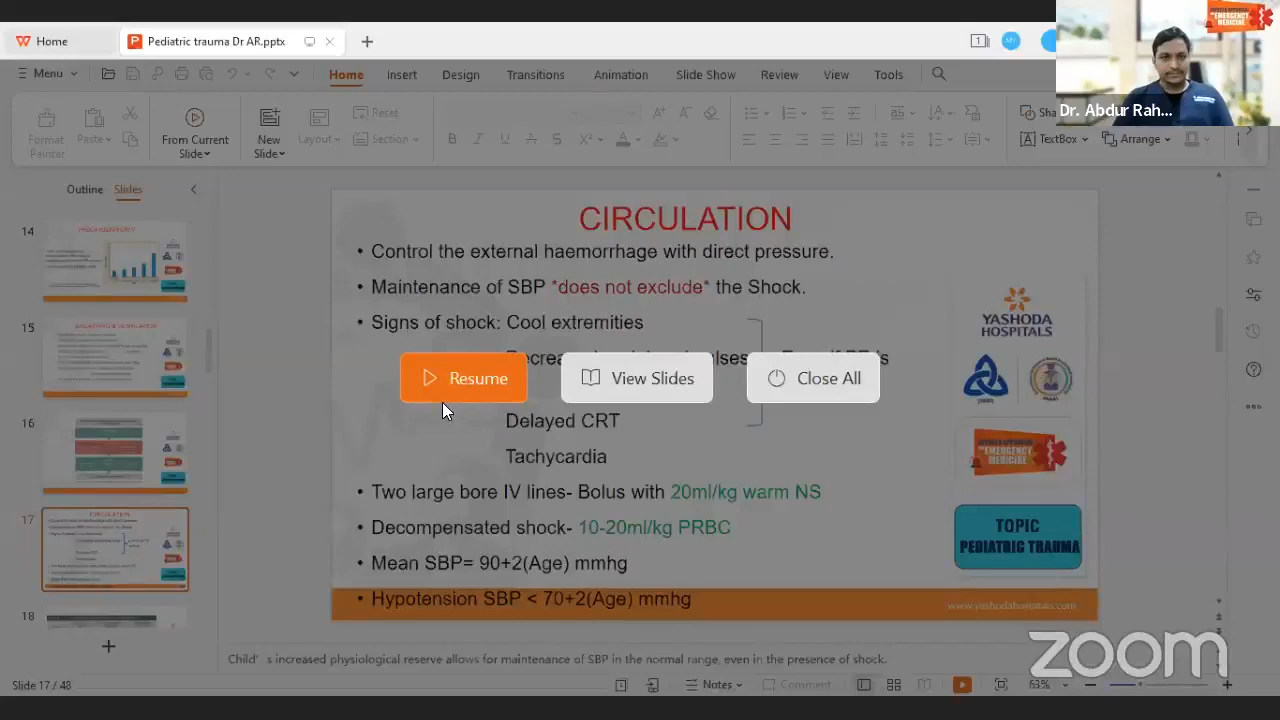 Home
Pediatric trauma Dr AR.pptx
Menu
Home
Insert
Design
Transitions
Animation
Slide Show
Review
View
Tools
Format Painter
Paste
From Current Slide
New Slide
Layout
Reset
Section
TextBox
Arrange
Dr. Abdur Rah...
Outline
Slides
14
15
16
17
18
CIRCULATION
• Control the external haemorrhage with direct pressure.
• Maintenance of SBP *does not exclude* the Shock.
• Signs of shock: Cool extremities
Resume
View Slides
Close All
Delayed CRT
Tachycardia
• Two large bore IV lines- Bolus with 20ml/kg warm NS
• Decompensated shock- 10-20ml/kg PRBC
• Mean SBP= 90+2(Age) mmhg
• Hypotension SBP < 70+2(Age) mmhg
YASHODA
HOSPITALS
EMERGENCY
MEDICINE
TOPIC
PEDIATRIC TRAUMA
www.yashodahospitals.com
Child's increased physiological reserve allows for maintenance of SBP in the normal range, even in the presence of shock.
zoom
Slide 17 / 48
Notes
Comment
63%